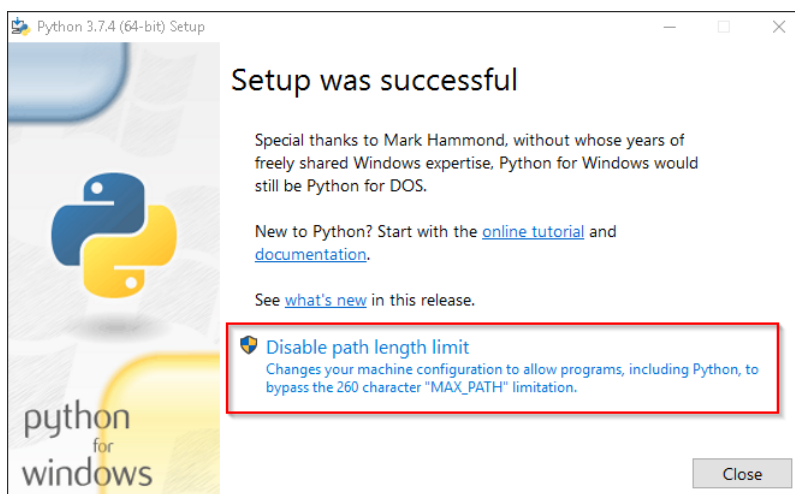 Python 3.7.4 (64-bit) Setup
Setup was successful
Special thanks to Mark Hammond, without whose years of
freely shared Windows expertise, Python for Windows would
still be Python for DOS.
New to Python? Start with the online tutorial and
documentation.
See what's new in this release.
Disable path length limit
Changes your machine configuration to allow programs, including Python, to
bypass the 260 character "MAX_PATH" limitation.
python
for
windows
Close